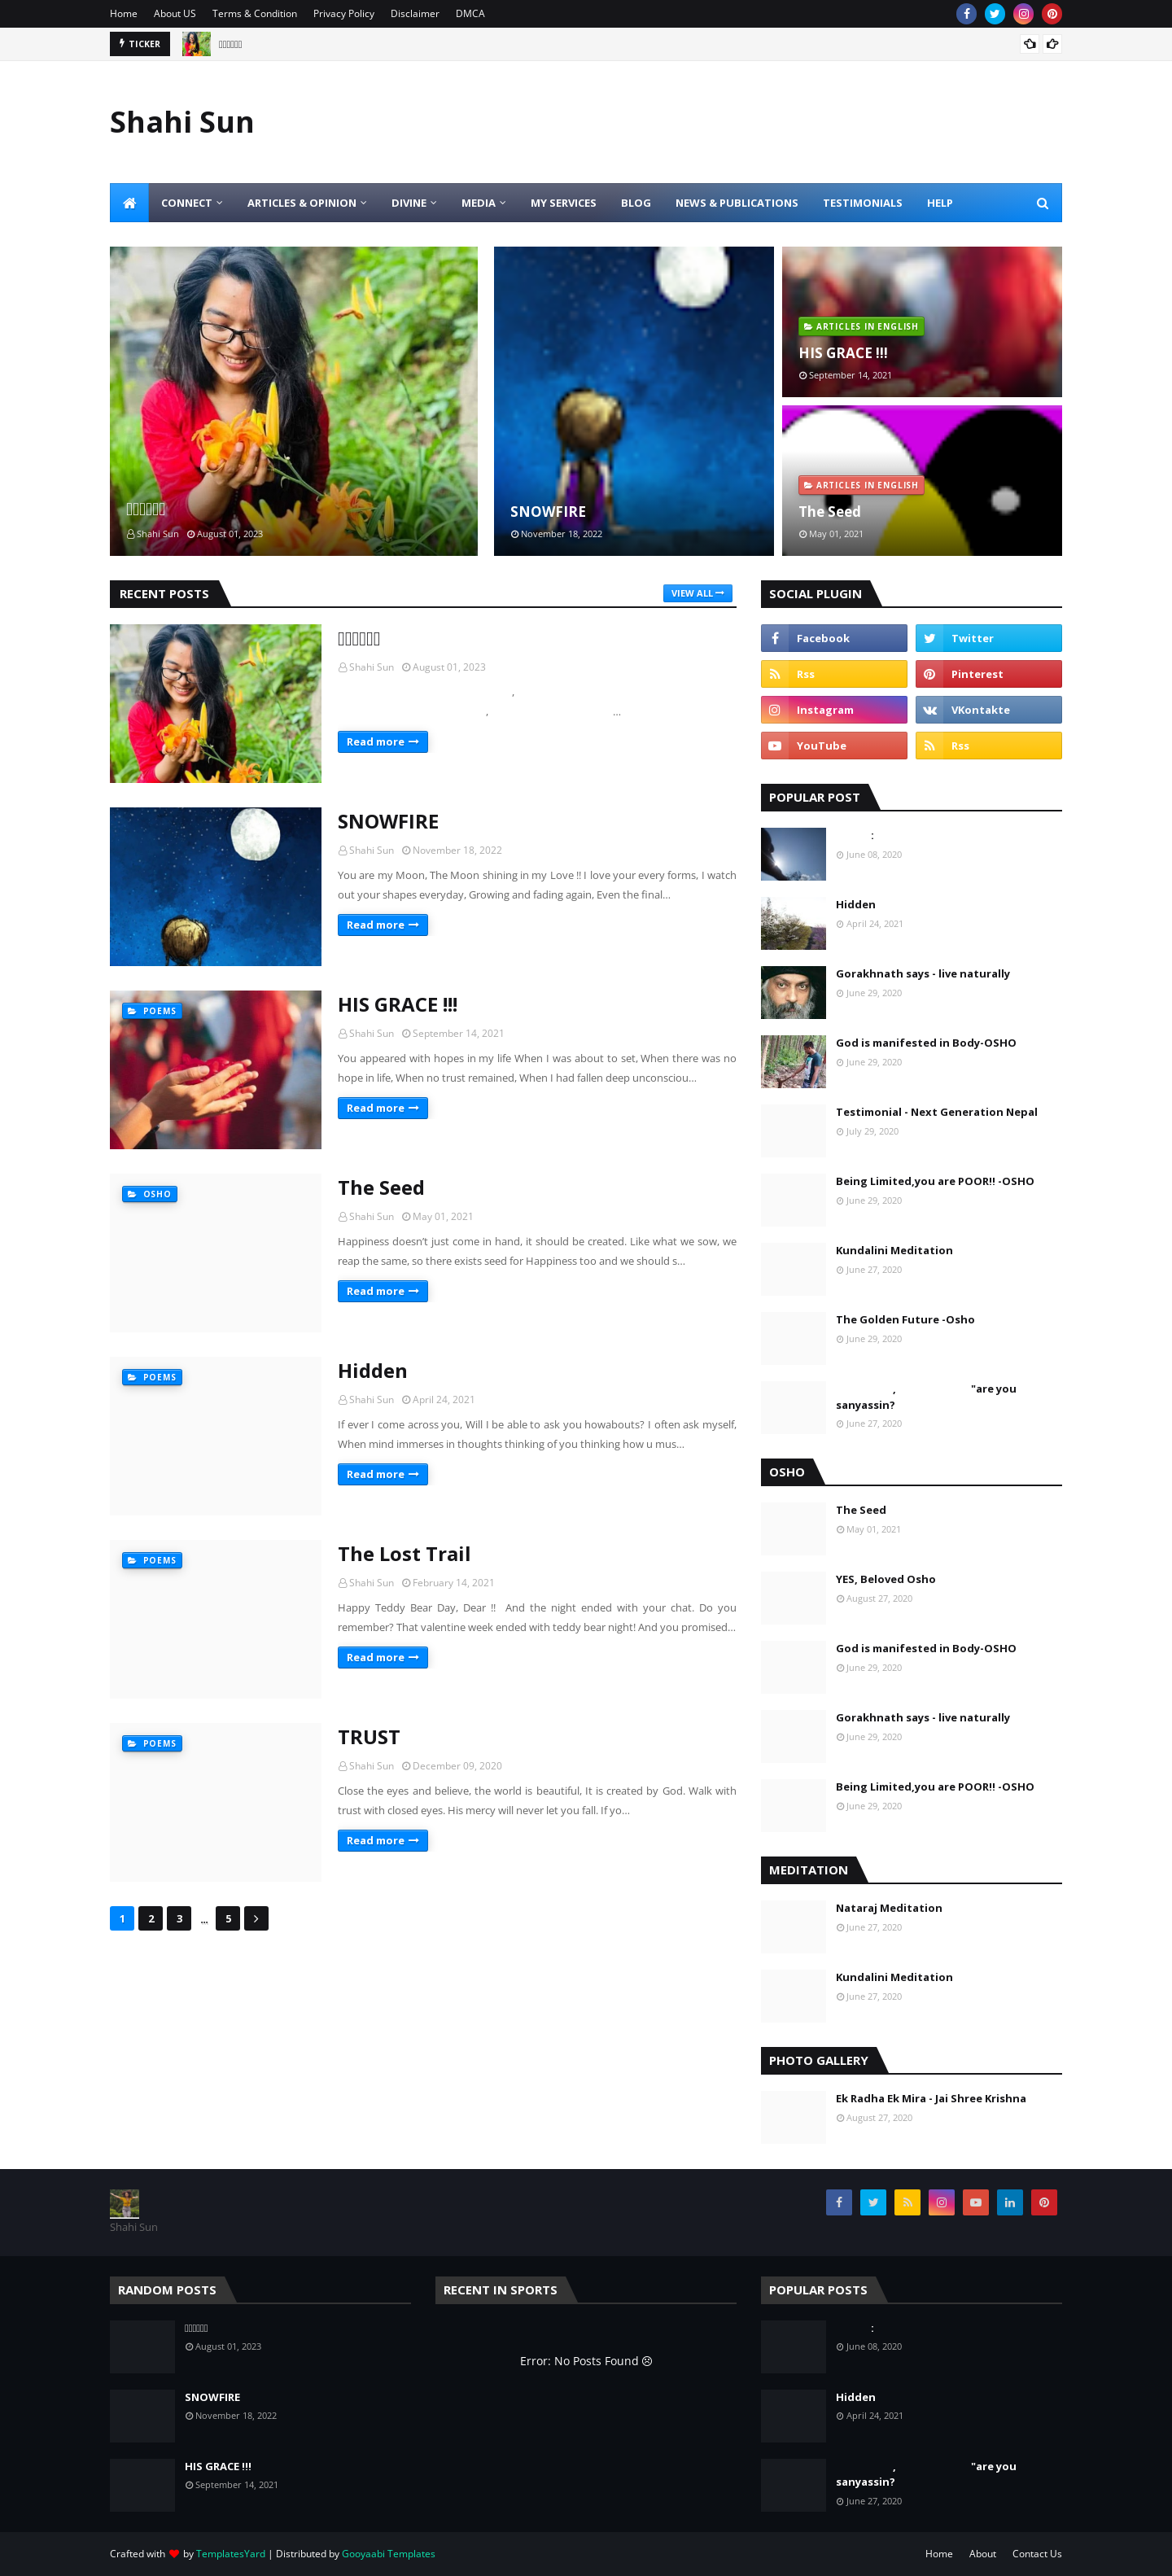 Home About US Terms & Condition Privacy Policy Disclaimer DMCA
TICKER
Shahi Sun
CONNECT ARTICLES & OPINION DIVINE MEDIA MY SERVICES BLOG NEWS & PUBLICATIONS TESTIMONIALS HELP
Shahi Sun August 01, 2023
SNOWFIRE
November 18, 2022
ARTICLES IN ENGLISH
HIS GRACE !!!
September 14, 2021
ARTICLES IN ENGLISH
The Seed
May 01, 2021
RECENT POSTS
VIEW ALL
Shahi Sun August 01, 2023
,
, ...
Read more
SNOWFIRE
Shahi Sun November 18, 2022
You are my Moon, The Moon shining in my Love !! I love your every forms, I watch
out your shapes everyday, Growing and fading again, Even the final...
Read more
POEMS
HIS GRACE !!!
Shahi Sun September 14, 2021
You appeared with hopes in my life When I was about to set, When there was no
hope in life, When no trust remained, When I had fallen deep unconsciou...
Read more
OSHO
The Seed
Shahi Sun May 01, 2021
Happiness doesn’t just come in hand, it should be created. Like what we sow, we
reap the same, so there exists seed for Happiness too and we should s...
Read more
POEMS
Hidden
Shahi Sun April 24, 2021
If ever I come across you, Will I be able to ask you howabouts? I often ask myself,
When mind immerses in thoughts thinking of you thinking how u mus...
Read more
POEMS
The Lost Trail
Shahi Sun February 14, 2021
Happy Teddy Bear Day, Dear !! And the night ended with your chat. Do you
remember? That valentine week ended with teddy bear night! And you promised...
Read more
POEMS
TRUST
Shahi Sun December 09, 2020
Close the eyes and believe, the world is beautiful, It is created by God. Walk with
trust with closed eyes. His mercy will never let you fall. If yo...
Read more
1 2 3 ... 5
SOCIAL PLUGIN
Facebook Twitter
Rss Pinterest
Instagram VKontakte
YouTube Rss
POPULAR POST
:
June 08, 2020
Hidden
April 24, 2021
Gorakhnath says - live naturally
June 29, 2020
God is manifested in Body-OSHO
June 29, 2020
Testimonial - Next Generation Nepal
July 29, 2020
Being Limited,you are POOR!! -OSHO
June 29, 2020
Kundalini Meditation
June 27, 2020
The Golden Future -Osho
June 29, 2020
, "are you
sanyassin?
June 27, 2020
OSHO
The Seed
May 01, 2021
YES, Beloved Osho
August 27, 2020
God is manifested in Body-OSHO
June 29, 2020
Gorakhnath says - live naturally
June 29, 2020
Being Limited,you are POOR!! -OSHO
June 29, 2020
MEDITATION
Nataraj Meditation
June 27, 2020
Kundalini Meditation
June 27, 2020
PHOTO GALLERY
Ek Radha Ek Mira - Jai Shree Krishna
August 27, 2020
Shahi Sun
RANDOM POSTS
August 01, 2023
SNOWFIRE
November 18, 2022
HIS GRACE !!!
September 14, 2021
RECENT IN SPORTS
Error: No Posts Found
POPULAR POSTS
:
June 08, 2020
Hidden
April 24, 2021
, "are you
sanyassin?
June 27, 2020
Crafted with by TemplatesYard | Distributed by Gooyaabi Templates
Home About Contact Us